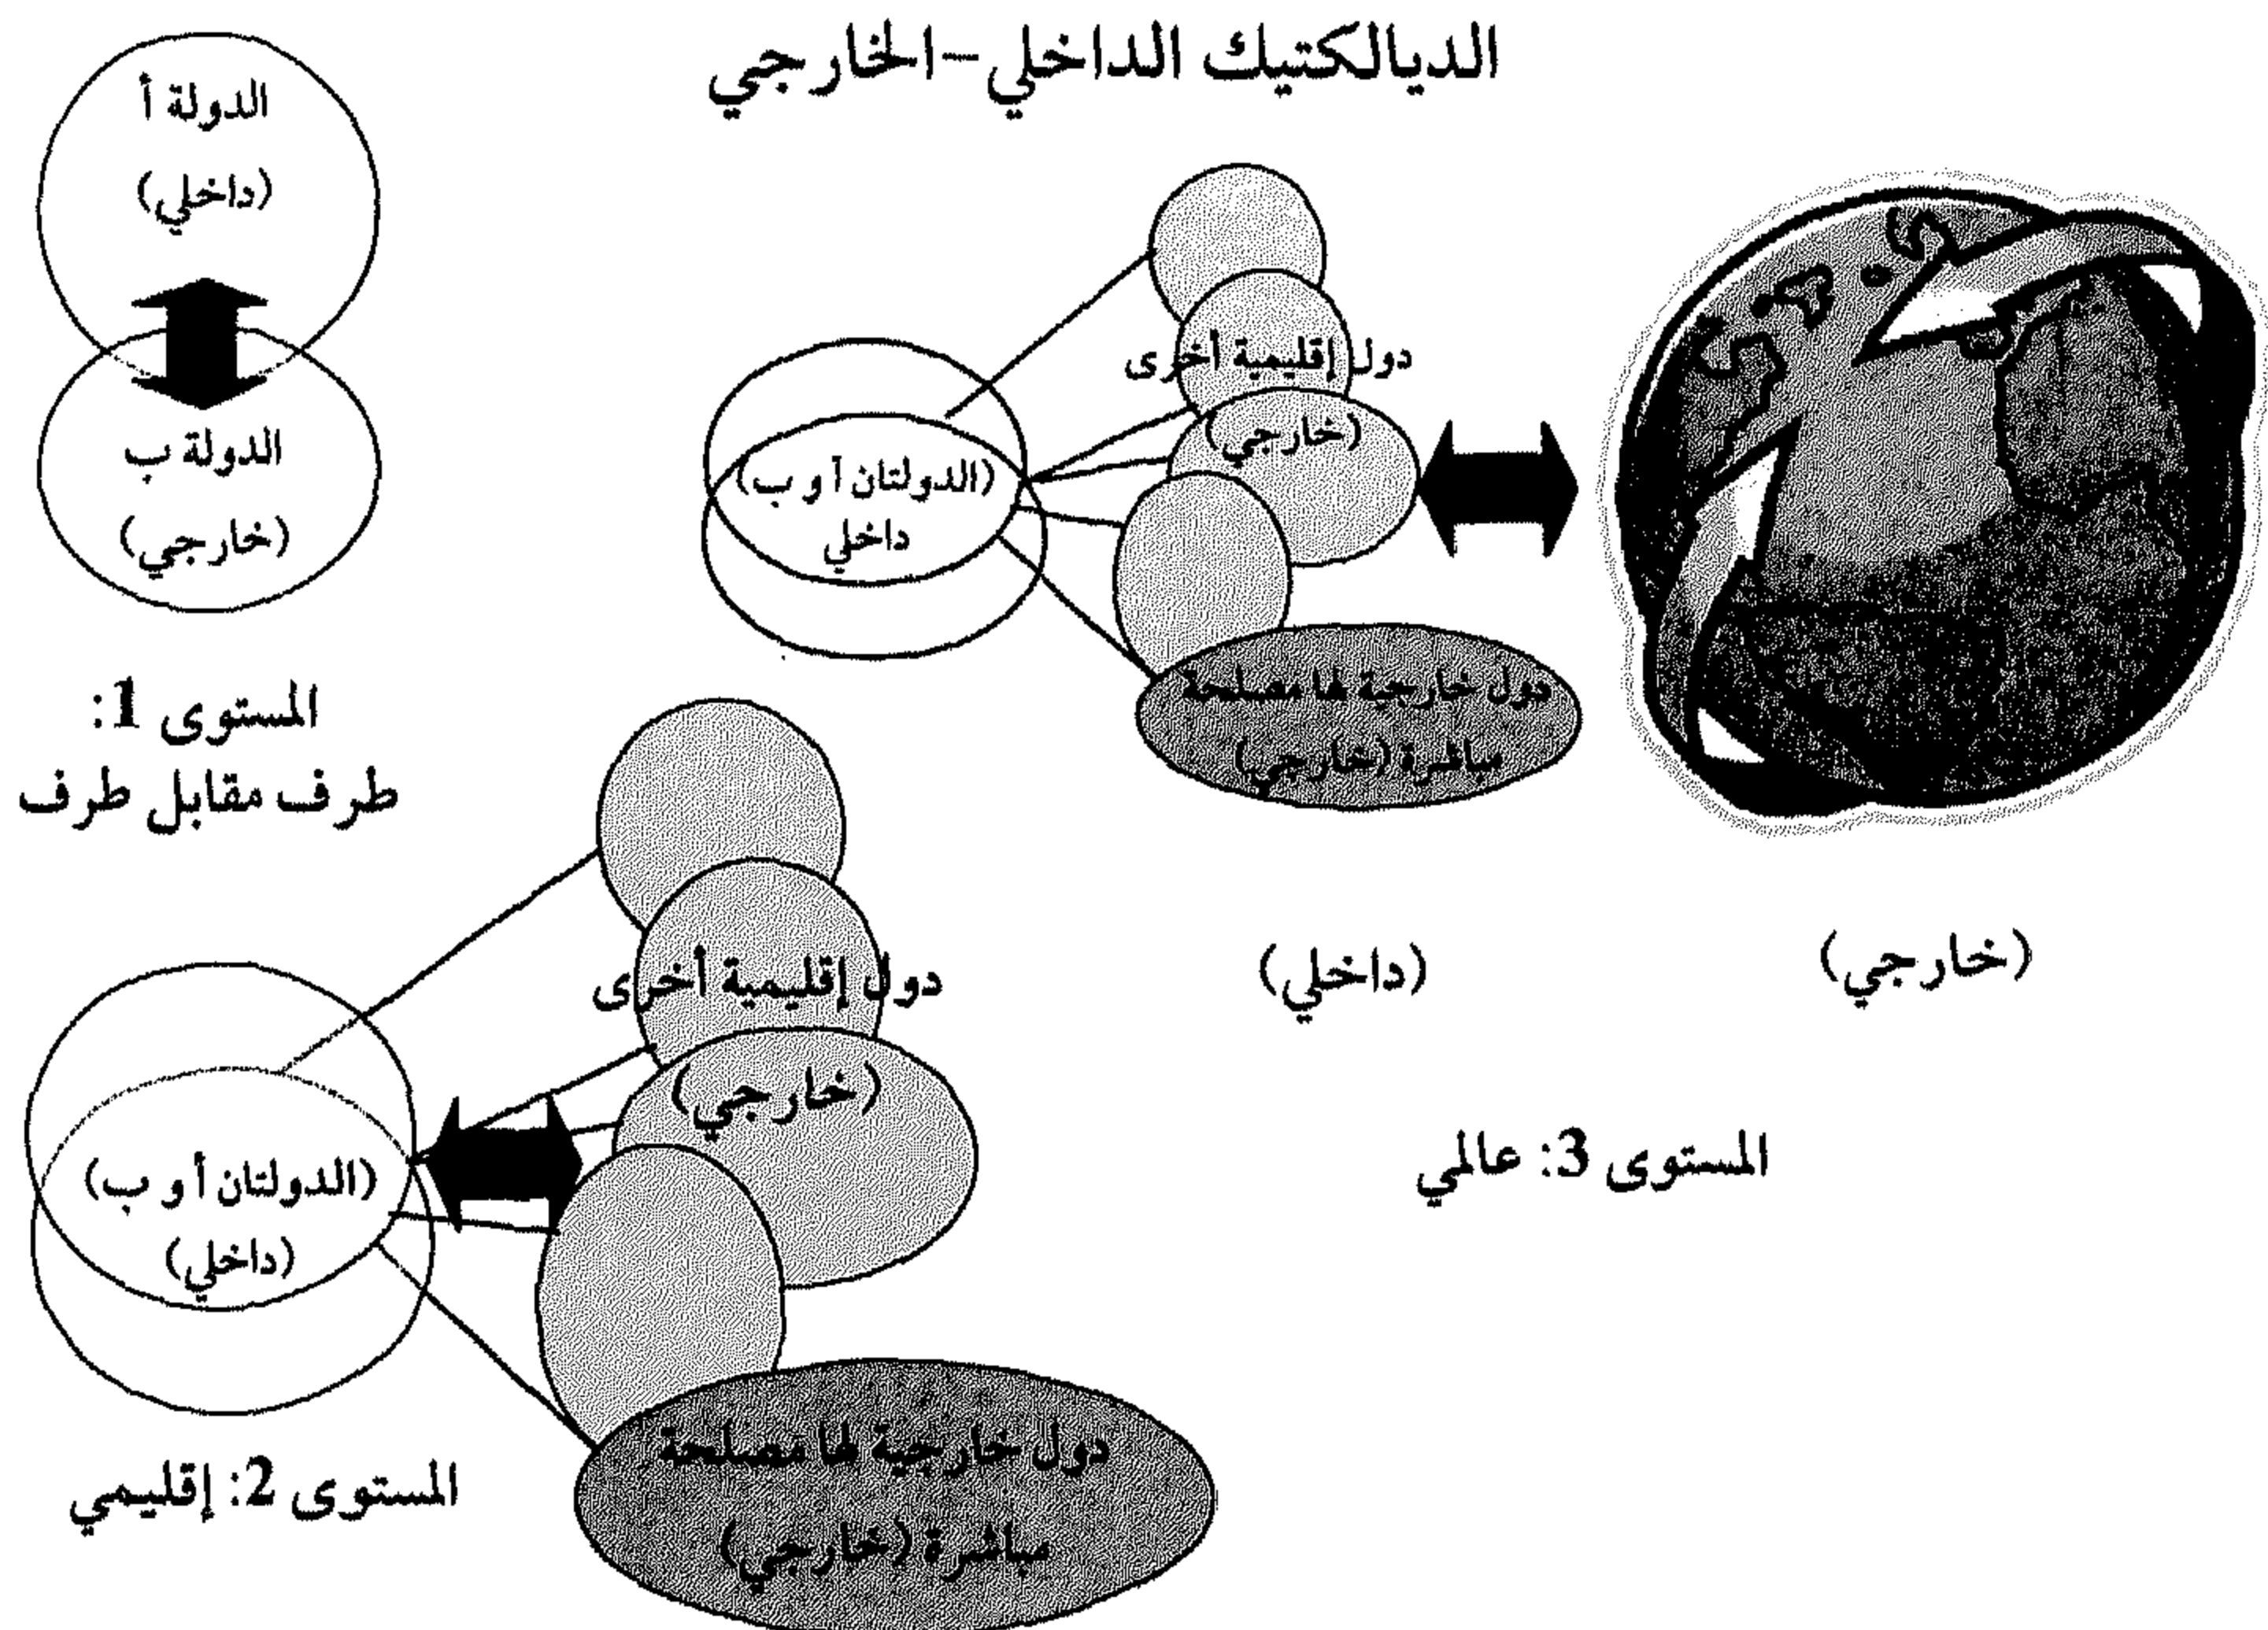 الديالكتيك الداخلي-الخارجي
الدولة أ
(داخلي)
الدولة ب
(خارجي)
المستوى 1:
طرف مقابل طرف
دول إقليمية أخرى
(خارجي)
(الدولتان أ و ب)
داخلي
دول خارجية لها مصلحة
مباشرة (خارجي)
(داخلي)
(خارجي)
المستوى 3: عالمي
دول إقليمية أخرى
(خارجي)
(الدولتان أ و ب)
(داخلي)
دول خارجية لها مصلحة
مباشرة (خارجي)
المستوى 2: إقليمي